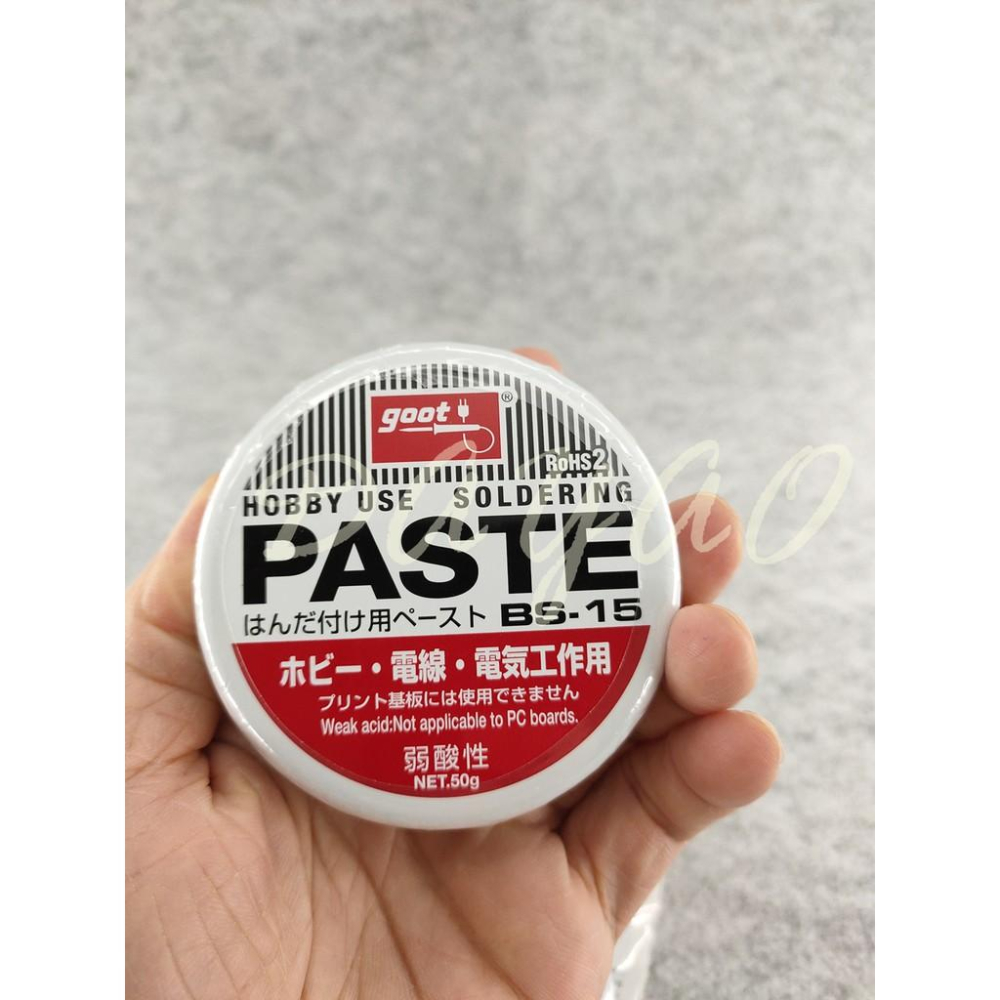 goot ®
RoHS2
HOBBY USE SOLDERING
PASTE
はんだ付け用ペースト BS-15
ホビー・電線・電気工作用
プリント基板には使用できません
Weak acid:Not applicable to PC boards.
弱酸性
NET.50g
Dagao